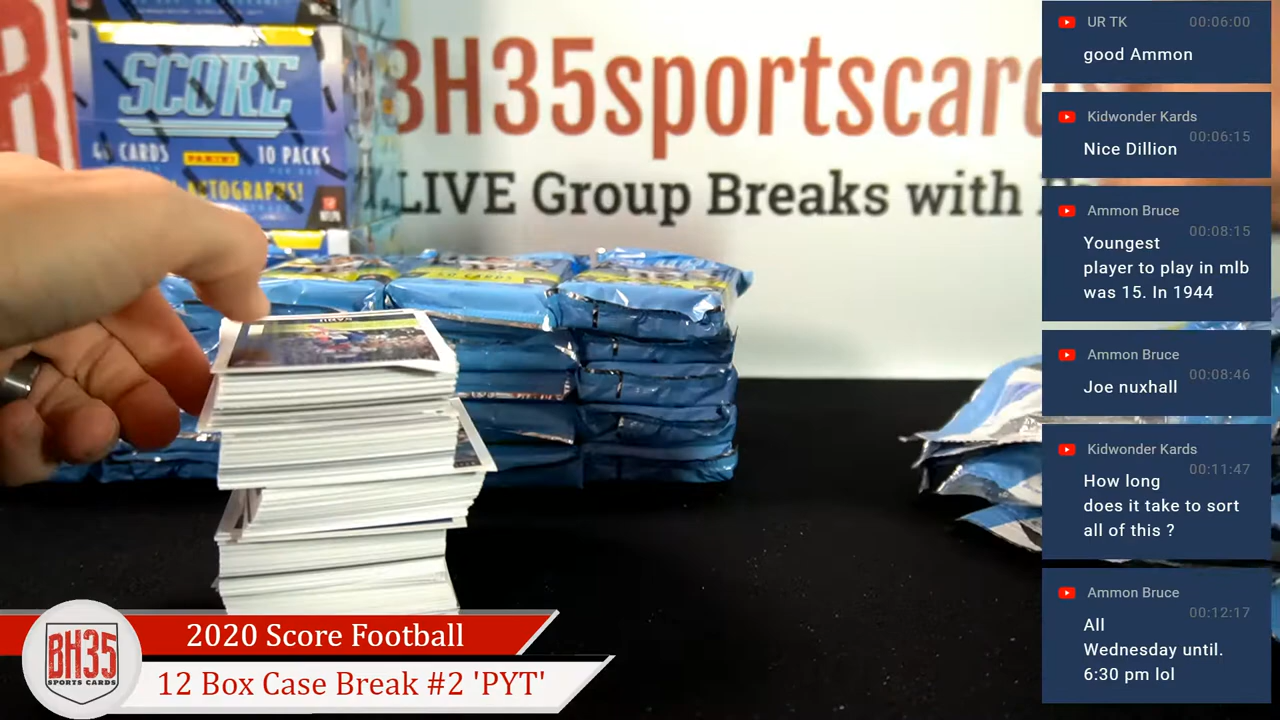 SCORE
CARDS
PANINI
10 PACKS
BH35sportscard
LIVE Group Breaks with
UR TK 00:06:00
good Ammon
Kidwonder Kards
00:06:15
Nice Dillion
Ammon Bruce
00:08:15
Youngest
player to play in mlb
was 15. In 1944
Ammon Bruce
00:08:46
Joe nuxhall
Kidwonder Kards
00:11:47
How long
does it take to sort
all of this ?
Ammon Bruce
00:12:17
All
Wednesday until.
6:30 pm lol
BH35
SPORTS CARDS
2020 Score Football
12 Box Case Break #2 'PYT'